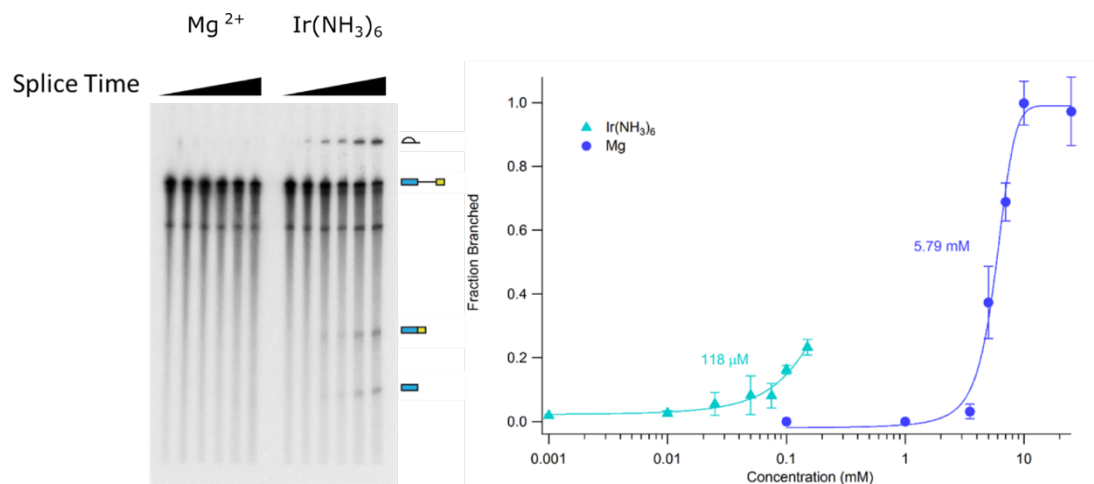 Mg 2+
Ir(NH3)6
Splice Time
Fraction Branched
1.0
0.8
0.6
0.4
0.2
0.0
Ir(NH3)6
Mg
5.79 mM
118 μM
0.001
0.01
0.1
1
10
Concentration (mM)